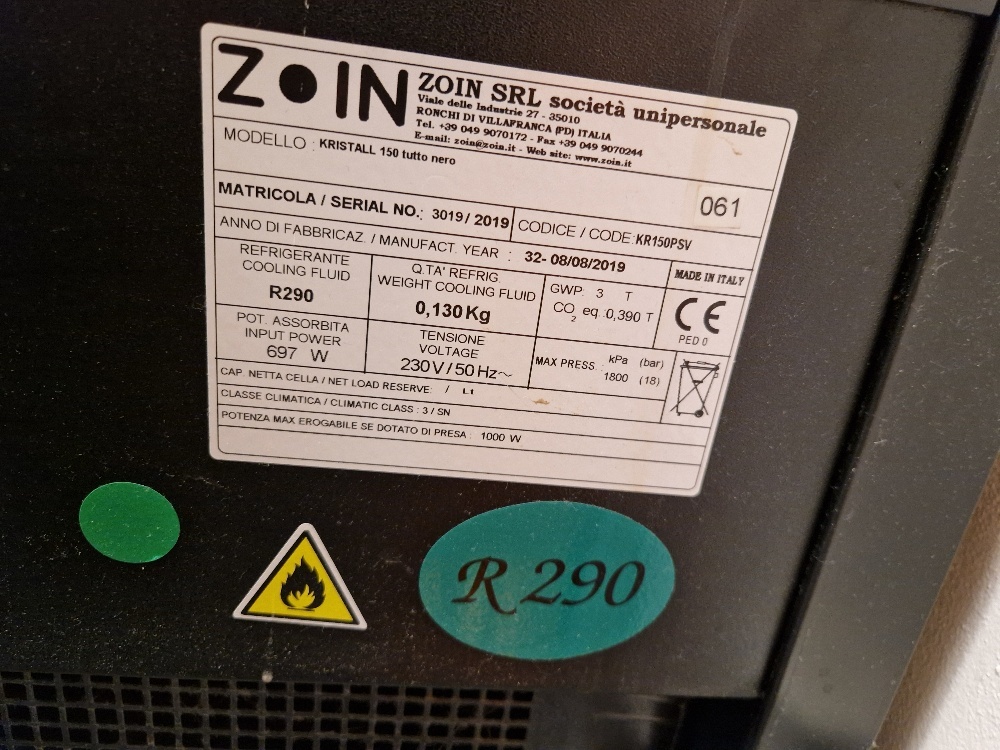 ZOIN
ZOIN SRL società unipersonale
Viale delle Industrie 27 - 35010
RONCHI DI VILLAFRANCA (PD) ITALIA
Tel. +39 049 9070172 - Fax +39 049 9070244
E-mail: zoin@zoin.it - Web site: www.zoin.it
MODELLO : KRISTALL 150 tutto nero
061
MATRICOLA / SERIAL NO.: 3019 / 2019
CODICE / CODE:KR150PSV
ANNO DI FABBRICAZ. / MANUFACT. YEAR : 32- 08/08/2019
MADE IN ITALY
REFRIGERANTE
COOLING FLUID
R290
Q.TA' REFRIG.
WEIGHT COOLING FLUID
0,130 Kg
GWP: 3 T
CO2 eq :0,390 T
CE
PED 0
POT. ASSORBITA
INPUT POWER
697 W
TENSIONE
VOLTAGE
230 V / 50 Hz~
MAX PRESS. kPa (bar)
1800 (18)
CAP. NETTA CELLA / NET LOAD RESERVE: / L1
CLASSE CLIMATICA / CLIMATIC CLASS : 3 / SN
POTENZA MAX EROGABILE SE DOTATO DI PRESA : 1000 W
R 290